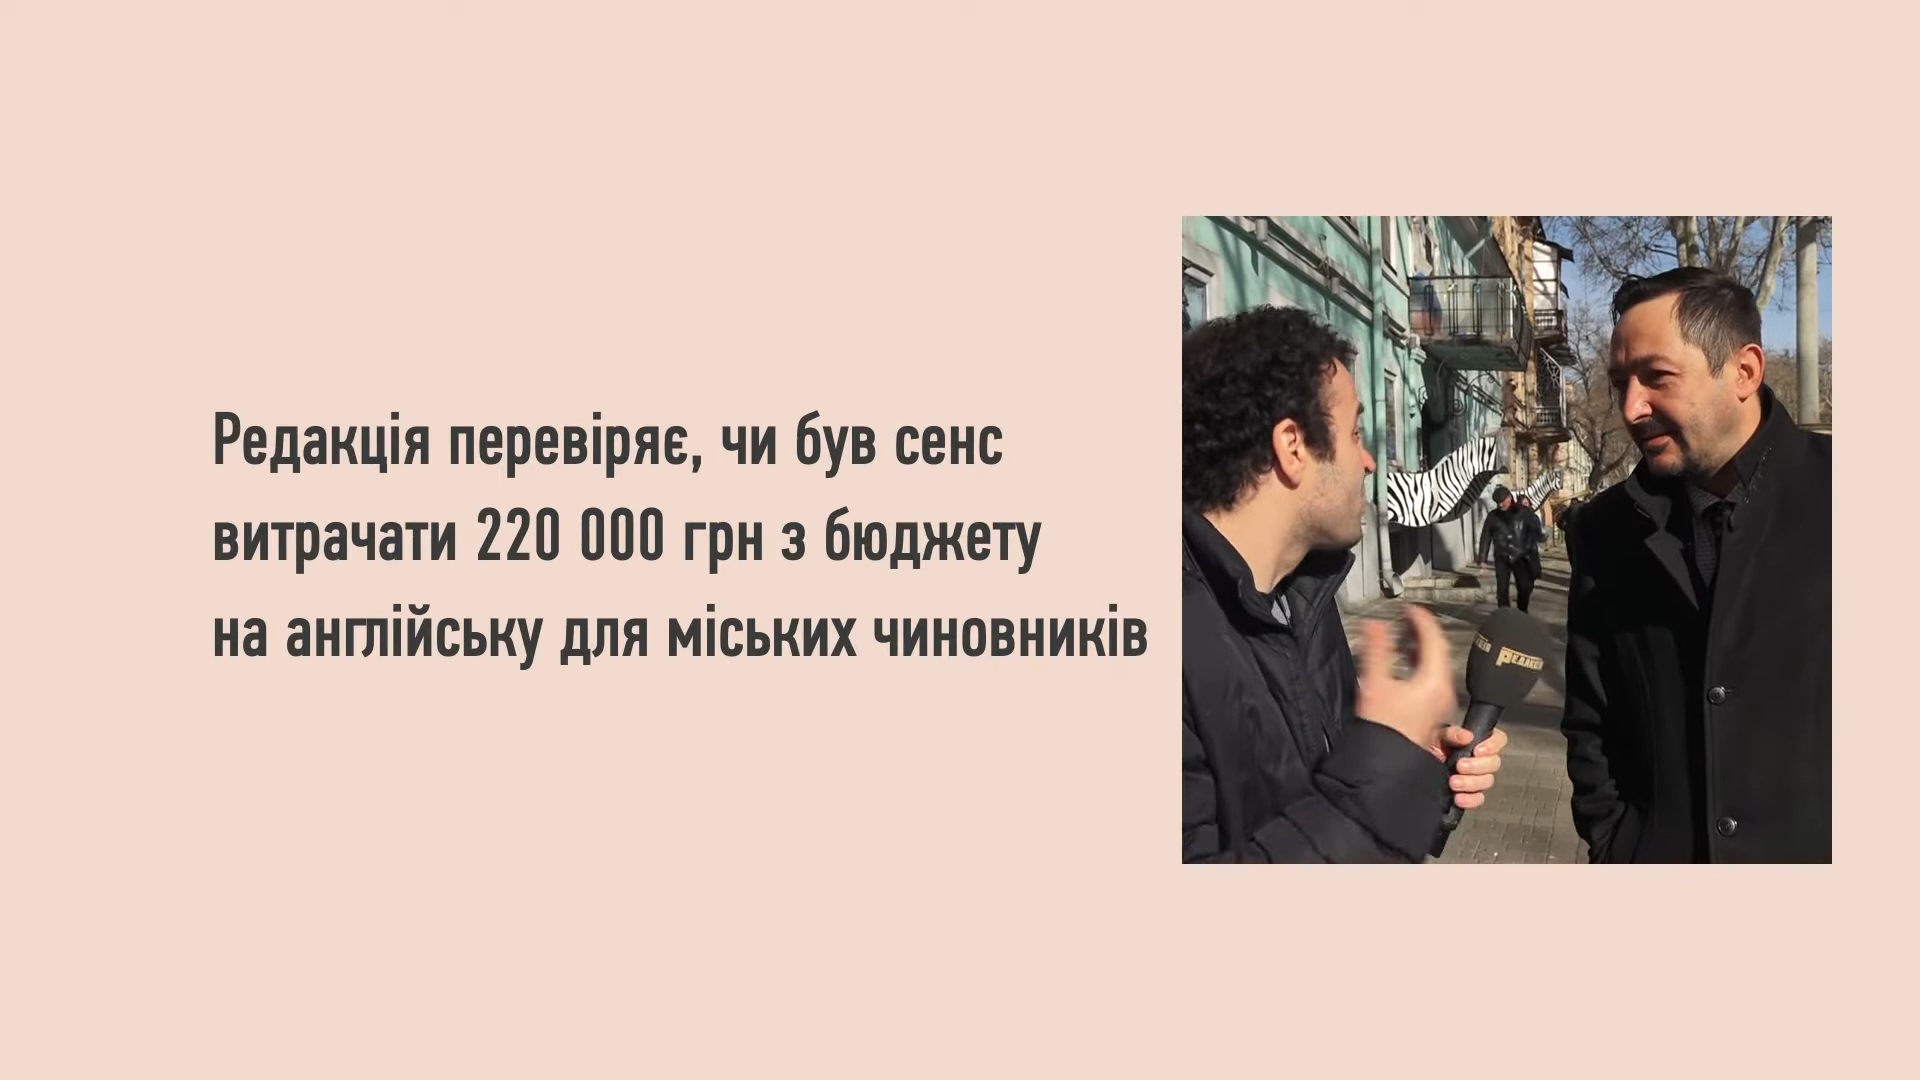 Редакція перевіряє, чи був сенс
витрачати 220 000 грн з бюджету
на англійську для міських чиновників